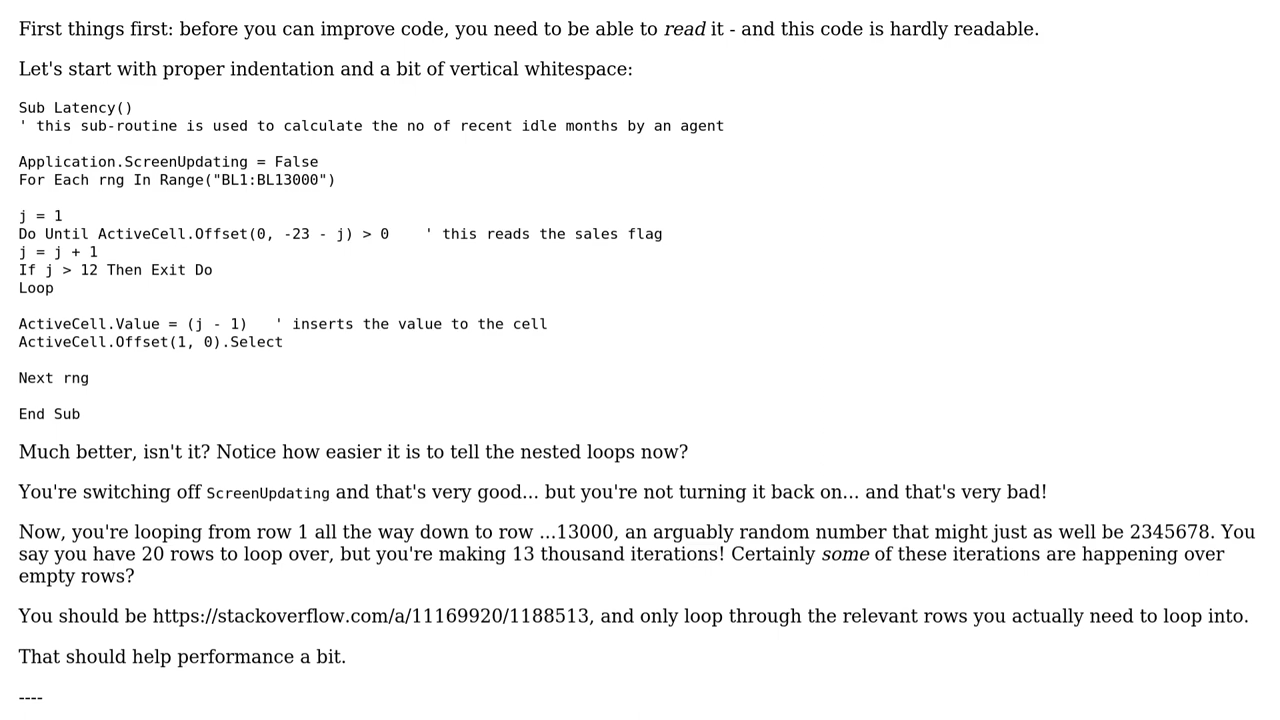 First things first: before you can improve code, you need to be able to read it - and this code is hardly readable.
Let's start with proper indentation and a bit of vertical whitespace:
Sub Latency()
' this sub-routine is used to calculate the no of recent idle months by an agent
Application.ScreenUpdating = False
For Each rng In Range("BL1:BL13000")
j = 1
Do Until ActiveCell.Offset(0, -23 - j) > 0    ' this reads the sales flag
j = j + 1
If j > 12 Then Exit Do
Loop
ActiveCell.Value = (j - 1)   ' inserts the value to the cell
ActiveCell.Offset(1, 0).Select
Next rng
End Sub
Much better, isn't it? Notice how easier it is to tell the nested loops now?
You're switching off ScreenUpdating and that's very good... but you're not turning it back on... and that's very bad!
Now, you're looping from row 1 all the way down to row ...13000, an arguably random number that might just as well be 2345678. You
say you have 20 rows to loop over, but you're making 13 thousand iterations! Certainly some of these iterations are happening over
empty rows?
You should be https://stackoverflow.com/a/11169920/1188513, and only loop through the relevant rows you actually need to loop into.
That should help performance a bit.
----